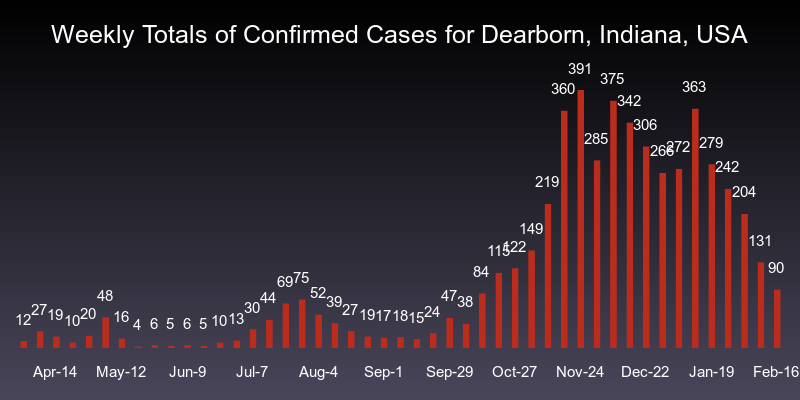 Weekly Totals of Confirmed Cases for Dearborn, Indiana, USA
12 27 19 10 20 48 16 4 6 5 6 5 10 13 30 44 69 75 52 39 27 19 17 18 15 24 47 38 84 115 122 149 219 360 391 285 375 342 306 266 272 363 279 242 204 131 90
Apr-14 May-12 Jun-9 Jul-7 Aug-4 Sep-1 Sep-29 Oct-27 Nov-24 Dec-22 Jan-19 Feb-16